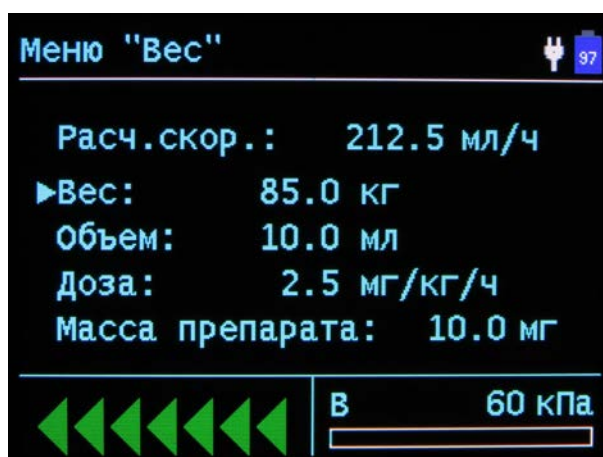 Меню "Вес" 97
Расч.скор.: 212.5 мл/ч
▶Вес: 85.0 кг
Объем: 10.0 мл
Доза: 2.5 мг/кг/ч
Масса препарата: 10.0 мг
В 60 кПа